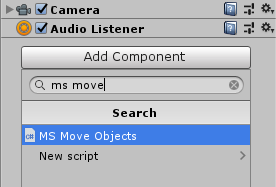 Camera
Audio Listener
Add Component
ms move
Search
MS Move Objects
New script